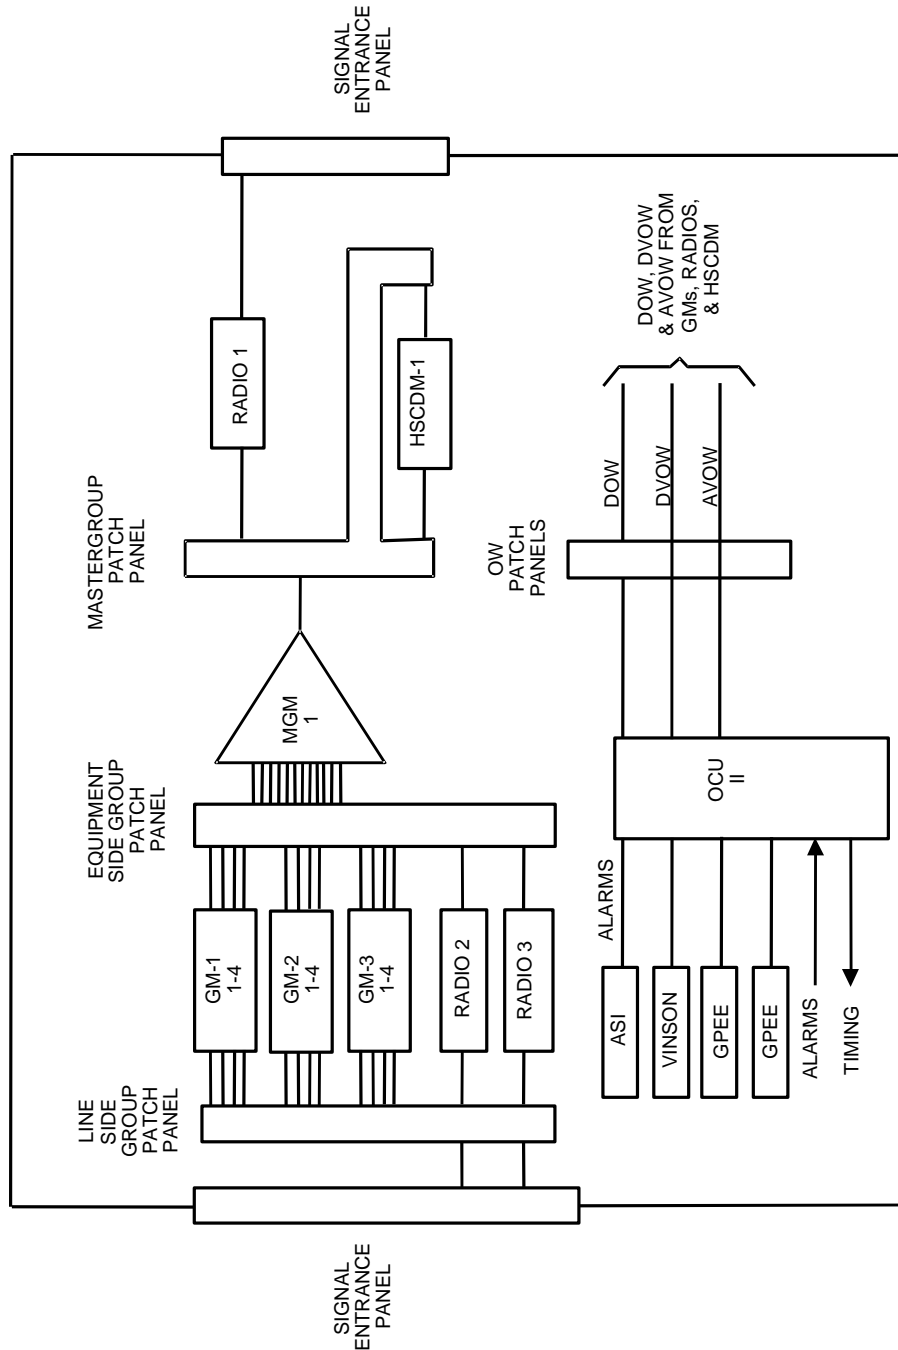 SIGNAL
ENTRANCE
PANEL
LINE
SIDE
GROUP
PATCH
PANEL
GM-1
1-4
GM-2
1-4
GM-3
1-4
RADIO 2
RADIO 3
EQUIPMENT
SIDE GROUP
PATCH
PANEL
MGM
1
MASTERGROUP
PATCH
PANEL
RADIO 1
HSCDM-1
SIGNAL
ENTRANCE
PANEL
ASI
VINSON
GPEE
GPEE
ALARMS
TIMING
ALARMS
OCU
II
OW
PATCH
PANELS
DOW
DVOW
AVOW
DOW, DVOW
& AVOW FROM
GMs, RADIOS,
& HSCDM